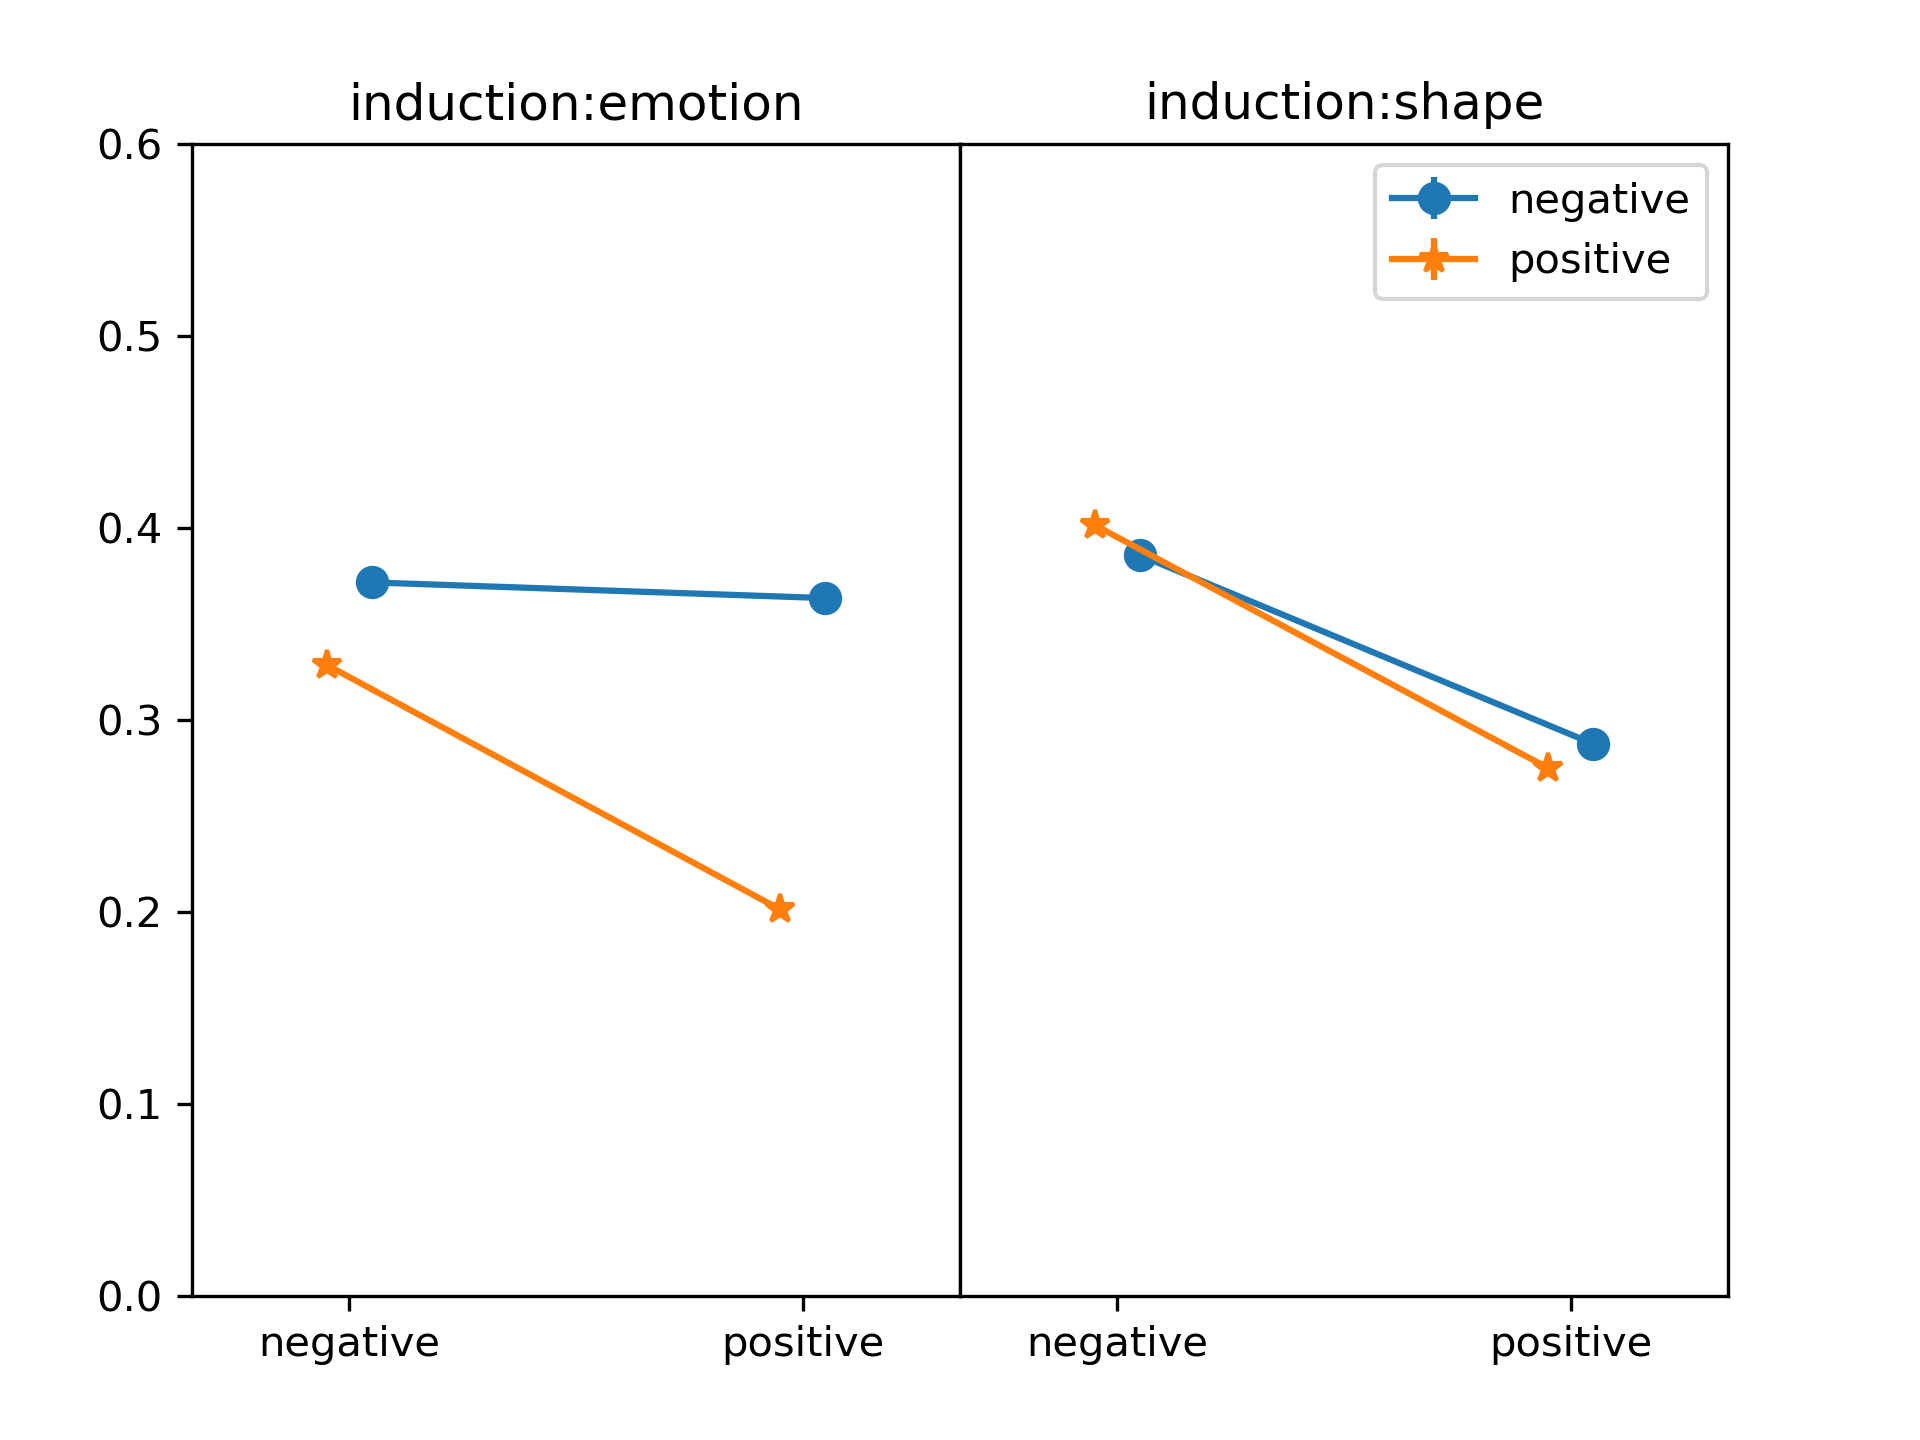 induction:emotion
induction:shape
0.6
0.5
0.4
0.3
0.2
0.1
0.0
negative
positive
negative
positive
negative
positive